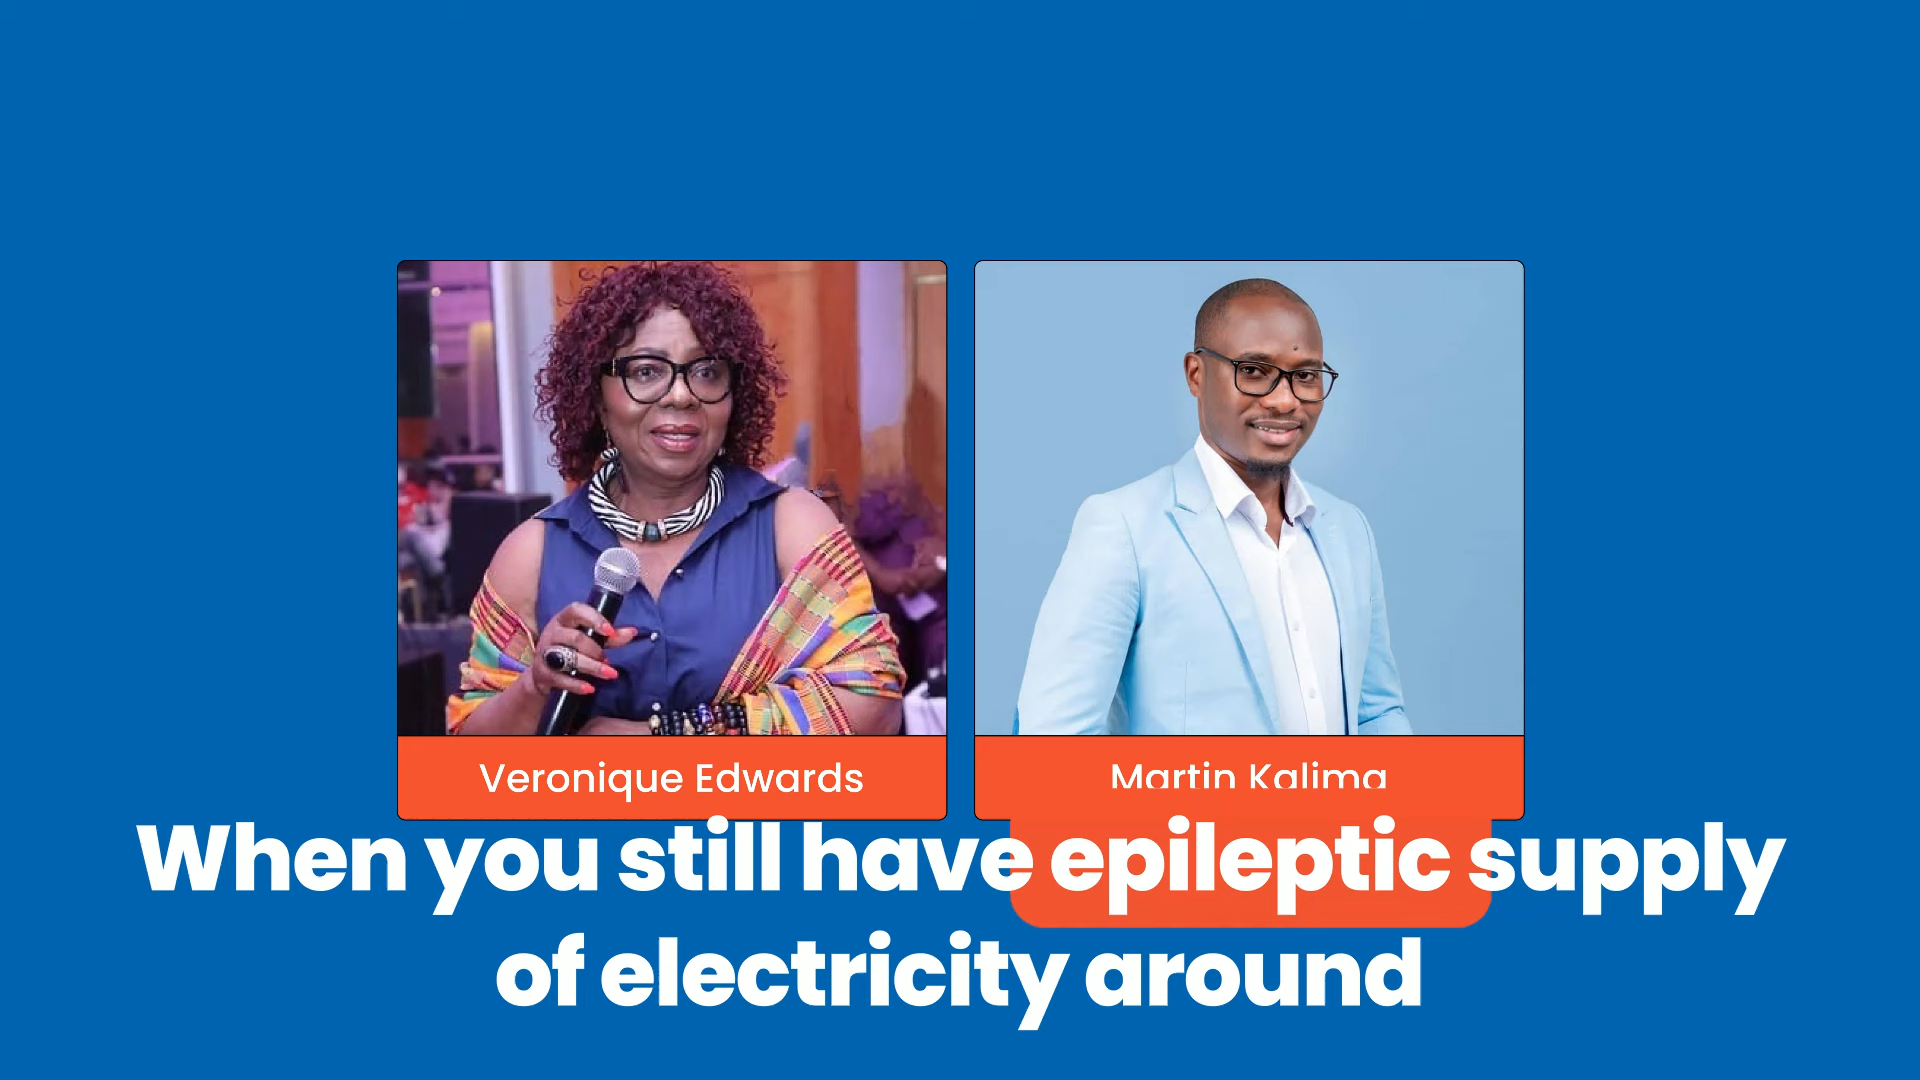 Veronique Edwards
Martin Kalima
When you still have epileptic supply
of electricity around